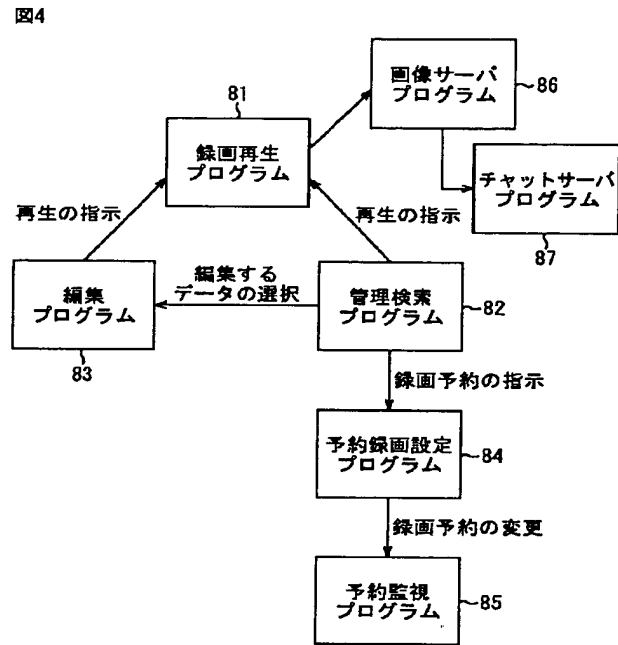 図4
画像サーバ
プログラム
86
81
録画再生
プログラム
チャットサーバ
プログラム
87
再生の指示
再生の指示
編集
プログラム
83
編集する
データの選択
管理検索
プログラム
82
録画予約の指示
予約録画設定
プログラム
84
録画予約の変更
予約監視
プログラム
85